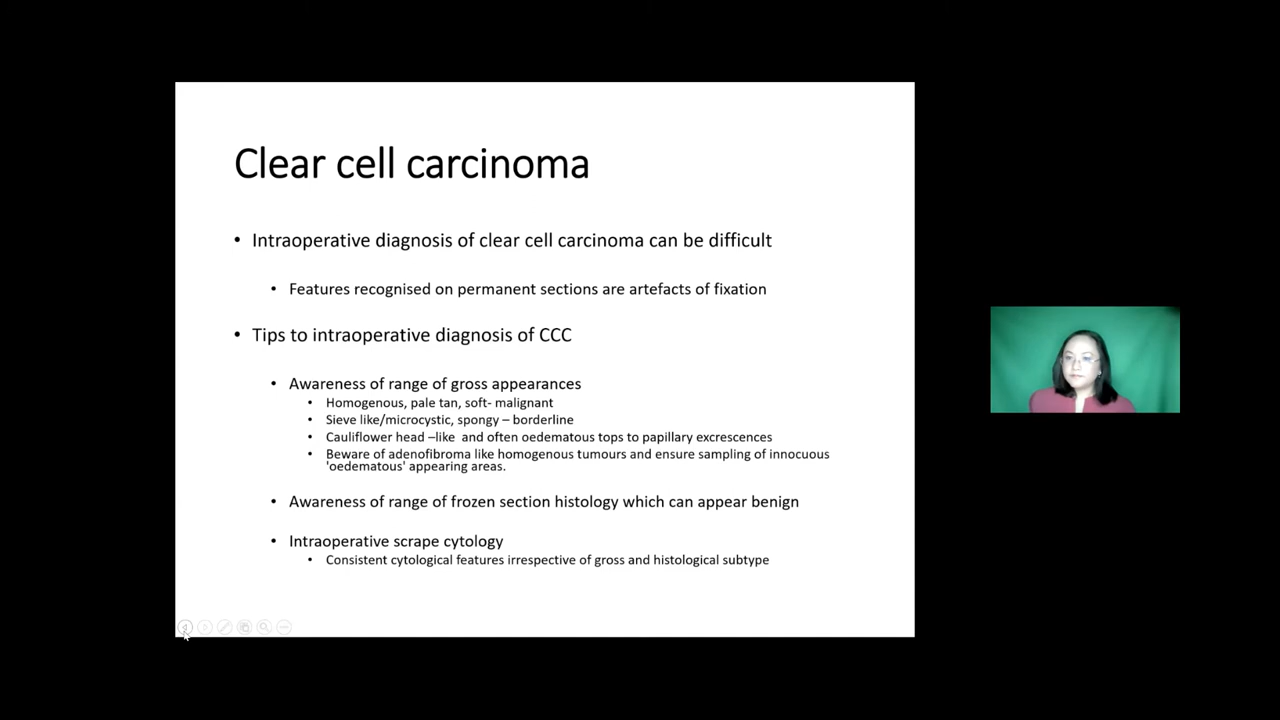 Clear cell carcinoma
• Intraoperative diagnosis of clear cell carcinoma can be difficult
• Features recognised on permanent sections are artefacts of fixation
• Tips to intraoperative diagnosis of CCC
• Awareness of range of gross appearances
• Homogenous, pale tan, soft- malignant
• Sieve like/microcystic, spongy – borderline
• Cauliflower head –like  and often oedematous tops to papillary excrescences
• Beware of adenofibroma like homogenous tumours and ensure sampling of innocuous
'oedematous' appearing areas.
• Awareness of range of frozen section histology which can appear benign
• Intraoperative scrape cytology
• Consistent cytological features irrespective of gross and histological subtype